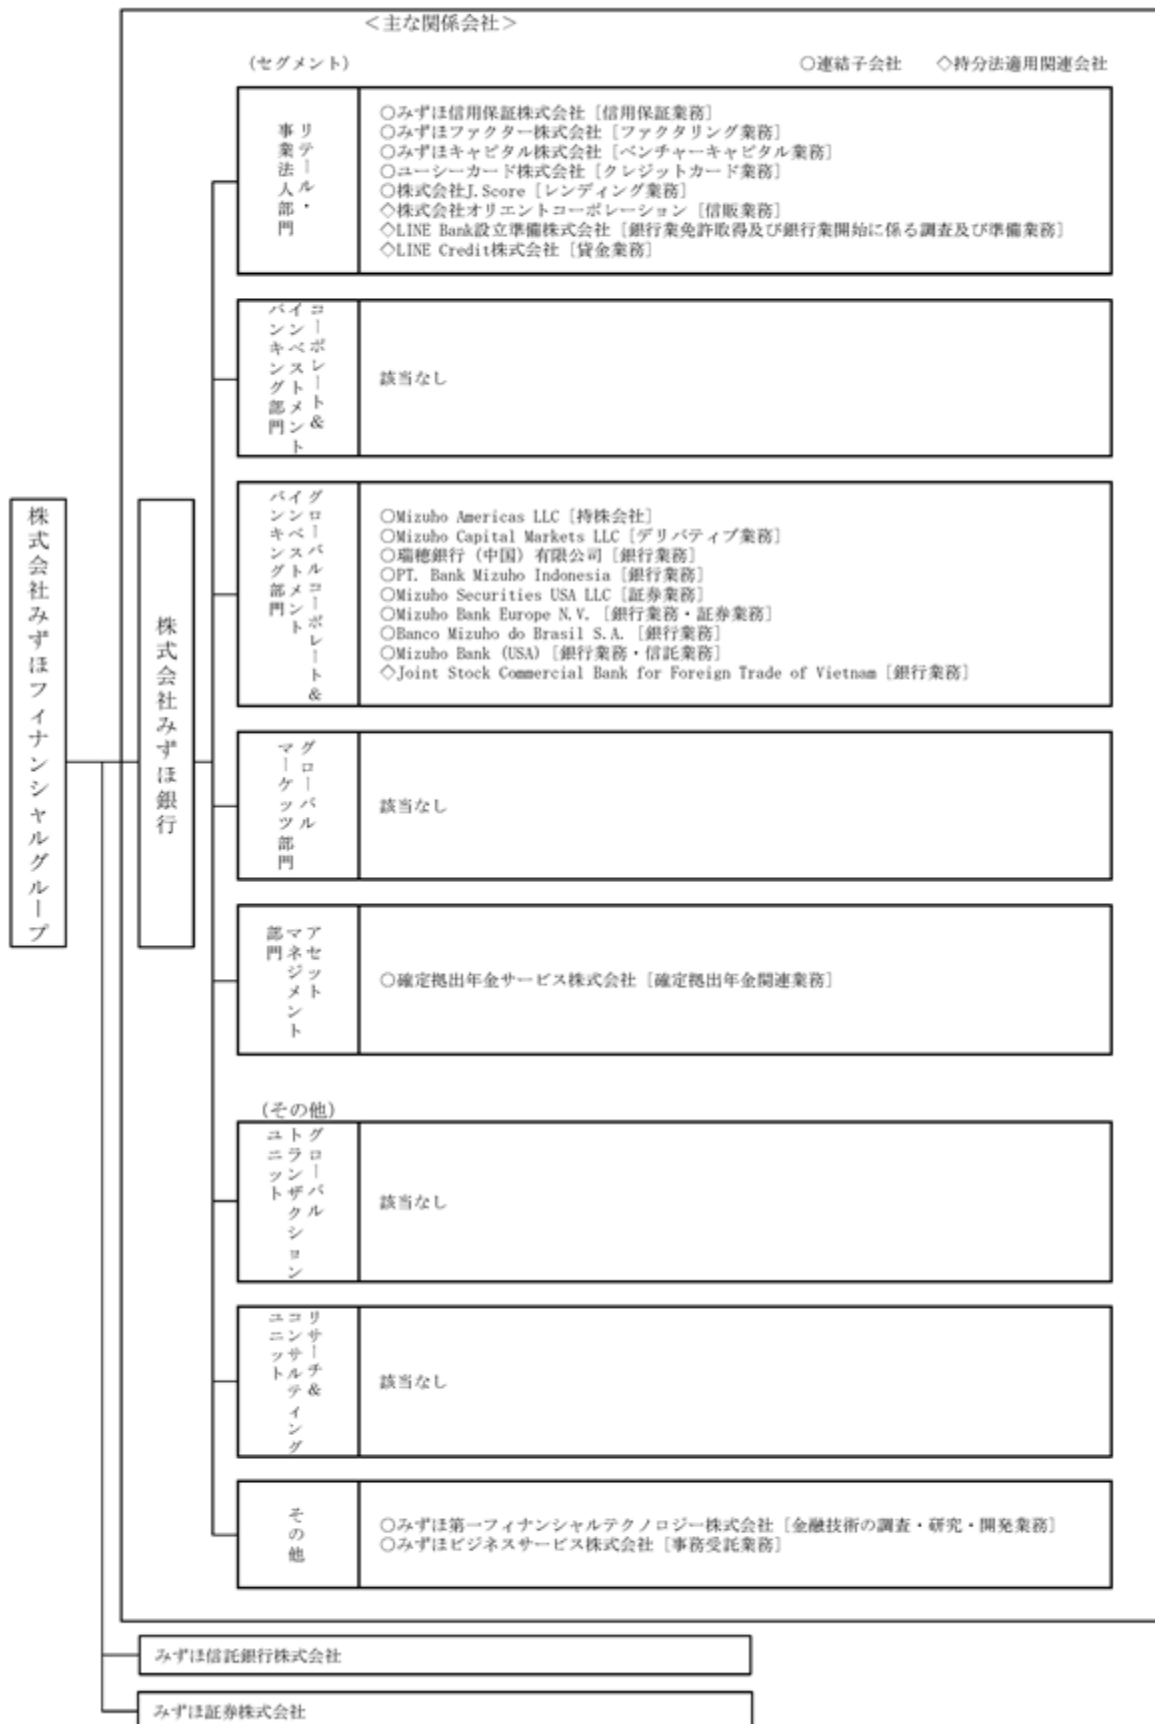 ＜主な関係会社＞
(セグメント)
○連結子会社　◇持分法適用関連会社
株式会社みずほフィナンシャルグループ
株式会社みずほ銀行
リテール・
事業法人部門
○みずほ信用保証株式会社［信用保証業務］
○みずほファクター株式会社［ファクタリング業務］
○みずほキャピタル株式会社［ベンチャーキャピタル業務］
○ユーシーカード株式会社［クレジットカード業務］
○株式会社J.Score［レンディング業務］
◇株式会社オリエントコーポレーション［信販業務］
◇LINE Bank設立準備株式会社［銀行業免許取得及び銀行業開始に係る調査及び準備業務］
◇LINE Credit株式会社［貸金業務］
コーポレート&
インベストメント
バンキング部門
該当なし
グローバルコーポレート&
インベストメント
バンキング部門
○Mizuho Americas LLC［持株会社］
○Mizuho Capital Markets LLC［デリバティブ業務］
○瑞穂銀行（中国）有限公司［銀行業務］
○PT. Bank Mizuho Indonesia［銀行業務］
○Mizuho Securities USA LLC［証券業務］
○Mizuho Bank Europe N.V.［銀行業務・証券業務］
○Banco Mizuho do Brasil S.A.［銀行業務］
○Mizuho Bank (USA)［銀行業務・信託業務］
◇Joint Stock Commercial Bank for Foreign Trade of Vietnam［銀行業務］
グローバル
マーケッツ部門
該当なし
アセット
マネジメント
部門
○確定拠出年金サービス株式会社［確定拠出年金関連業務］
(その他)
グローバル
トランザクション
ユニット
該当なし
リサーチ&
コンサルティング
ユニット
該当なし
その他
○みずほ第一フィナンシャルテクノロジー株式会社［金融技術の調査・研究・開発業務］
○みずほビジネスサービス株式会社［事務受託業務］
みずほ信託銀行株式会社
みずほ証券株式会社